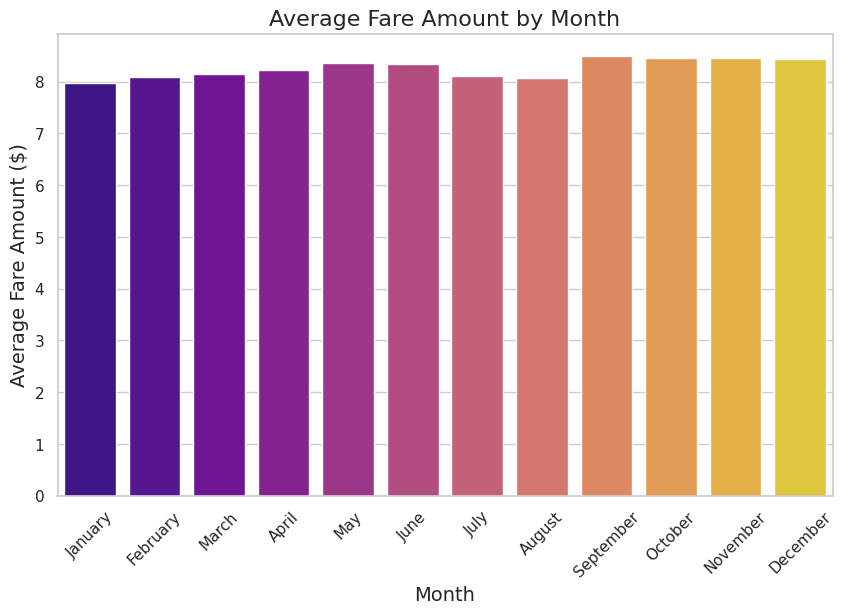 Average Fare Amount by Month
Average Fare Amount ($)
8
7
6
5
4
3
2
1
0
January
February
March
April
May
June
July
August
September
October
November
December
Month